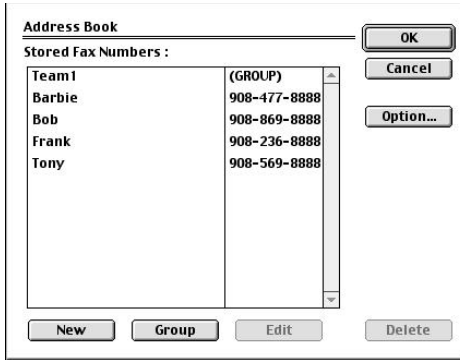 Address Book
OK
Stored Fax Numbers :
Cancel
Team1 (GROUP)
Barbie 908-477-8888
Bob 908-869-8888
Option...
Frank 908-236-8888
Tony 908-569-8888
New Group Edit Delete